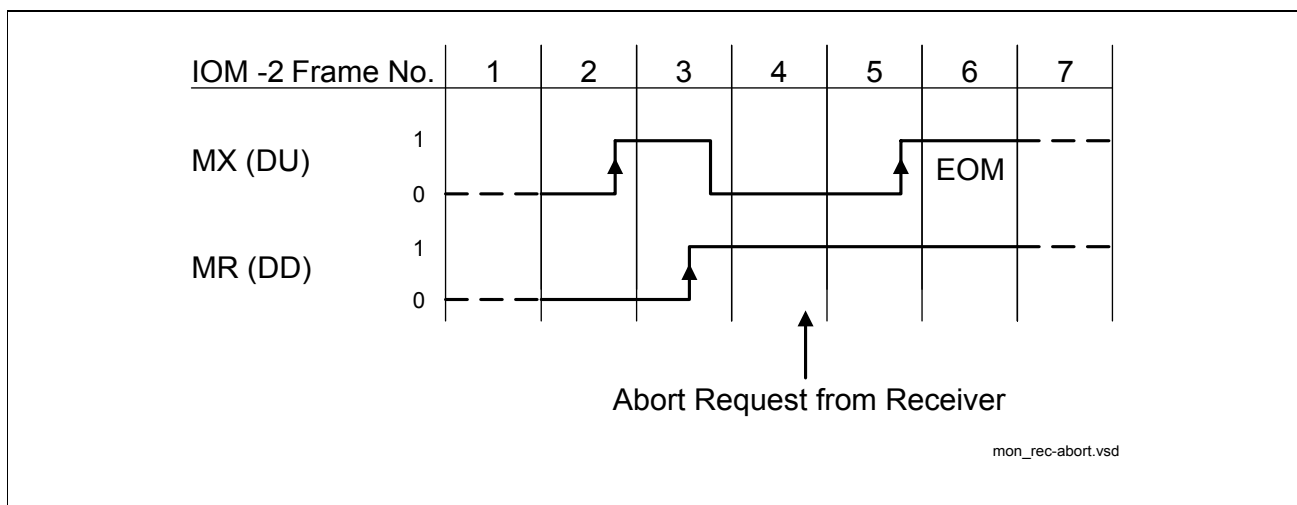 IOM -2 Frame No. 1 2 3 4 5 6 7
1
MX (DU)
EOM
0
1
MR (DD)
0
Abort Request from Receiver
mon_rec-abort.vsd